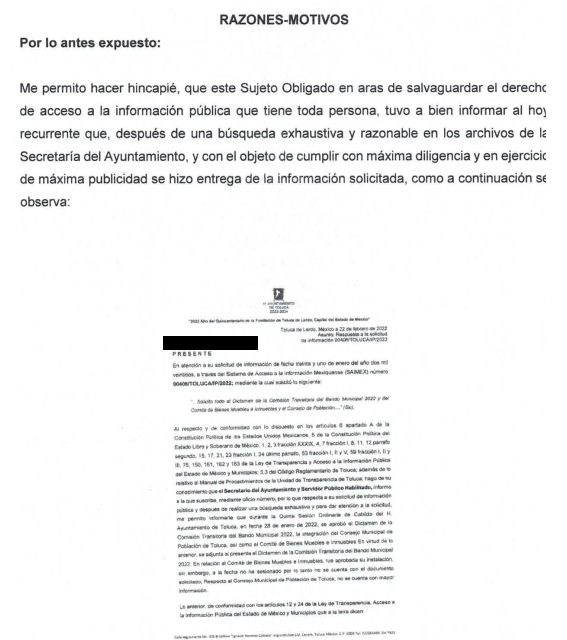 RAZONES-MOTIVOS
Por lo antes expuesto:
Me permito hacer hincapié, que este Sujeto Obligado en aras de salvaguardar el derecho
de acceso a la información pública que tiene toda persona, tuvo a bien informar al hoy
recurrente que, después de una búsqueda exhaustiva y razonable en los archivos de la
Secretaría del Ayuntamiento, y con el objeto de cumplir con máxima diligencia y en ejercicio
de máxima publicidad se hizo entrega de la información solicitada, como a continuación se
observa:
H. AYUNTAMIENTO
DE TOLUCA
2022-2024
"2022 Año del Quincentenario de la Fundación de Toluca de Lerdo, Capital del Estado de México"
Toluca de Lerdo, México a 22 de febrero de 2022
Asunto: Respuesta a la solicitud
de información 00408/TOLUCA/IP/2022
PRESENTE
En atención a su solicitud de información de fecha treinta y uno de enero del año dos mil
veintidós, a través del Sistema de Acceso a la Información Mexiquense (SAIMEX) número
00408/TOLUCA/IP/2022; mediante la cual solicitó lo siguiente:
"...Solicito todo el Dictamen de la Comisión Transitoria del Bando Municipal 2022 y del
Comité de Bienes Muebles e Inmuebles y el Consejo de Población...." (Sic).
Al respecto y de conformidad con lo dispuesto en los artículos 6 apartado A de la
Constitución Política de los Estados Unidos Mexicanos, 5 de la Constitución Política del
Estado Libre y Soberano de México; 1, 2, 3 fracción XXXIX, 4, 7 fracción I, 8, 11, 12 párrafo
segundo, 15, 17, 21, 23 fracción I, 24 último párrafo, 53 fracción I, II y V, 59 fracción I, II y
III, 75, 150, 161, 162 y 163 de la Ley de Transparencia y Acceso a la Información Pública
del Estado de México y Municipios; 3.3 del Código Reglamentario de Toluca; además de lo
relativo al Manual de Procedimientos de la Unidad de Transparencia de Toluca; hago de su
conocimiento que el Secretario del Ayuntamiento y Servidor Público Habilitado, informa
a la que suscribe, mediante oficio número, por lo que respecta a su solicitud de información
pública y después de realizar una búsqueda exhaustiva y para dar atención a la solicitud,
me permito informarle que durante la Quinta Sesión Ordinaria de Cabildo del H.
Ayuntamiento de Toluca, en fecha 28 de enero de 2022, se aprobó el Dictamen de la
Comisión Transitoria del Bando Municipal 2022, la integración del Consejo Municipal de
Población de Toluca, así como el Comité de Bienes Muebles e Inmuebles En virtud de lo
anterior, se adjunta al presente el Dictamen de la Comisión Transitoria del Bando Municipal
2022. En relación al Comité de Bienes Muebles e Inmuebles, fue aprobada su instalación,
sin embargo, a la fecha no ha sesionado por lo tanto no se cuenta con el documento
solicitado; Respecto al Consejo Municipal de Población de Toluca, no se cuenta con mayor
información.
Lo anterior, de conformidad con los artículos 12 y 24 de la Ley de Transparencia, Acceso a
la Información Pública del Estado de México y Municipios que a la letra dicen: